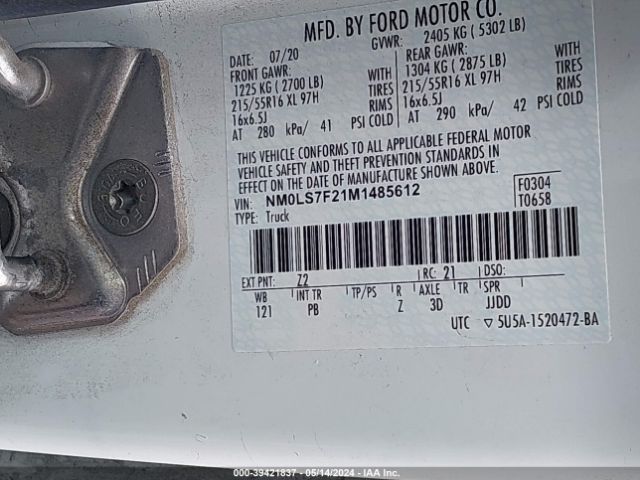 MFD. BY FORD MOTOR CO.
DATE: 07/20 GVWR: 2405 KG ( 5302 LB)
FRONT GAWR: REAR GAWR:
1225 KG ( 2700 LB) WITH 1304 KG ( 2875 LB) WITH
215/55R16 XL 97H TIRES 215/55R16 XL 97H TIRES
16x6.5J RIMS 16x6.5J RIMS
AT 280 kPa/ 41 PSI COLD AT 290 kPa/ 42 PSI COLD
THIS VEHICLE CONFORMS TO ALL APPLICABLE FEDERAL MOTOR
VEHICLE SAFETY AND THEFT PREVENTION STANDARDS IN
EFFECT ON THE DATE OF MANUFACTURE SHOWN ABOVE.
VIN: NM0LS7F21M1485612 F0304
TYPE: Truck T0658
EXT PNT: Z2 RC: 21 DSO:
WB INT TR TP/PS R AXLE TR SPR
121 PB Z 3D JJDD
UTC ▽ 5U5A-1520472-BA
000-39421837 - 05/14/2024 - IAA Inc.